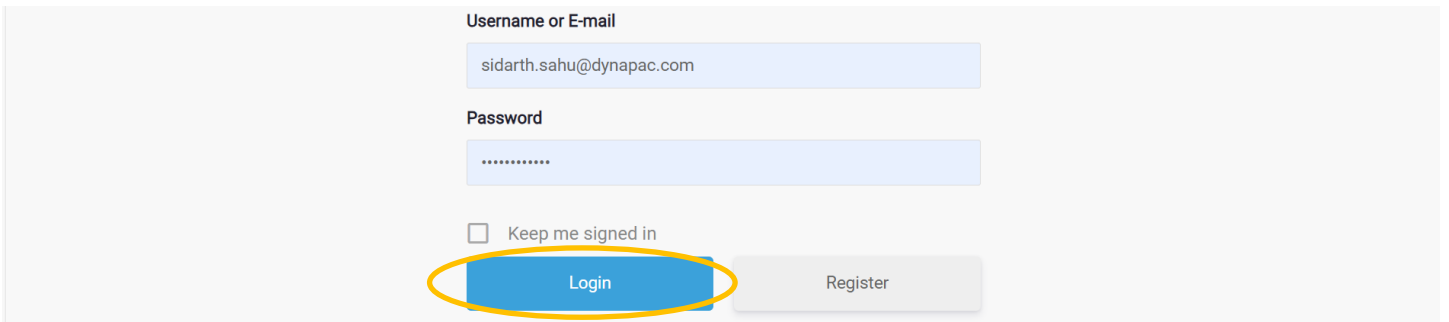 Username or E-mail
sidarth.sahu@dynapac.com
Password
••••••••••••
Keep me signed in
Login Register